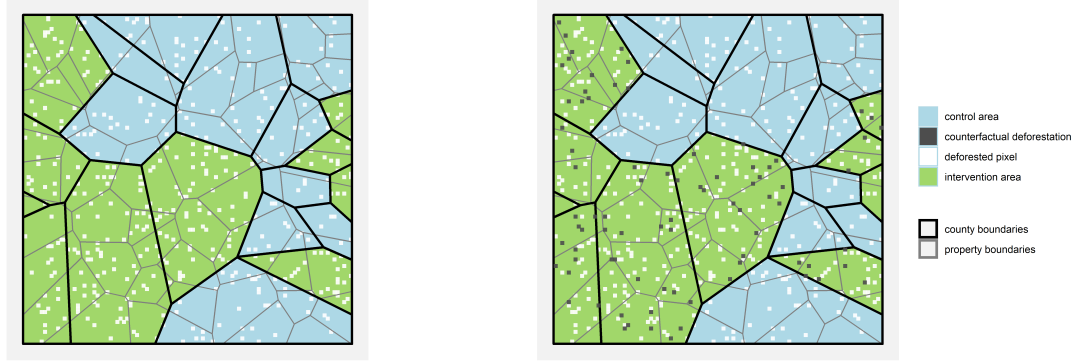 control area
counterfactual deforestation
deforested pixel
intervention area
county boundaries
property boundaries